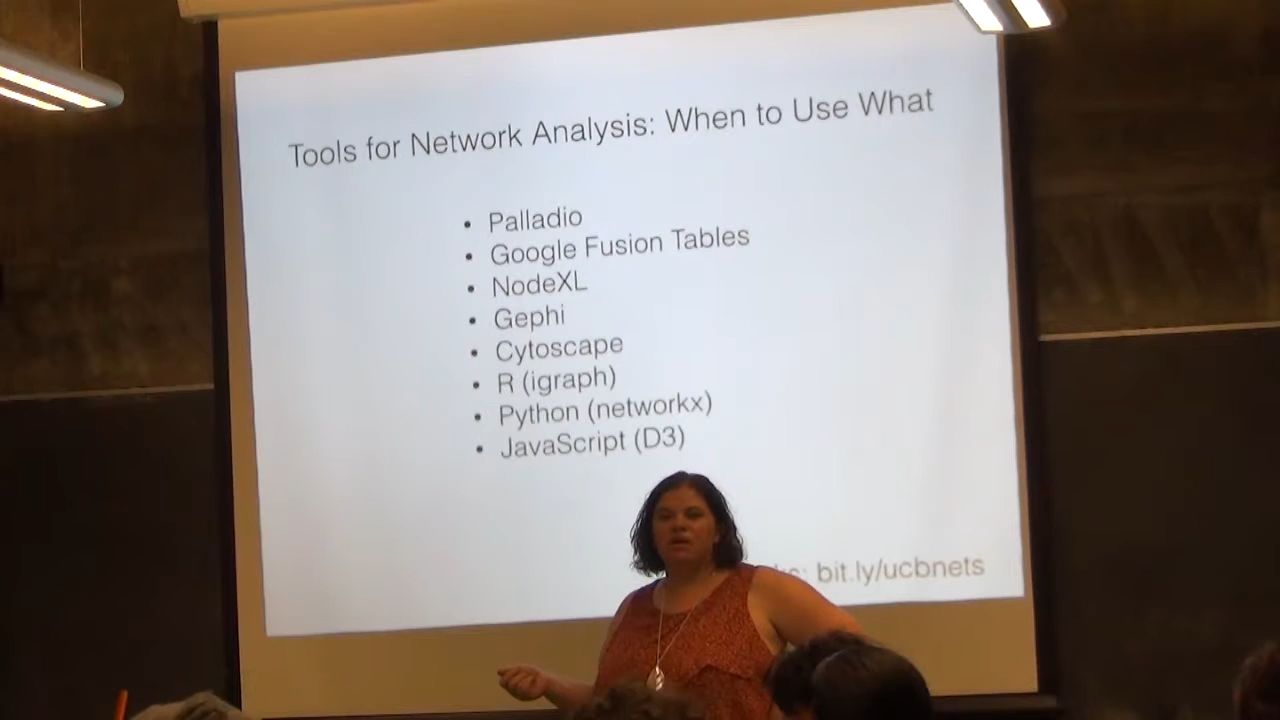 Tools for Network Analysis: When to Use What
• Palladio
• Google Fusion Tables
• NodeXL
• Gephi
• Cytoscape
• R (igraph)
• Python (networkx)
• JavaScript (D3)
bit.ly/ucbnets